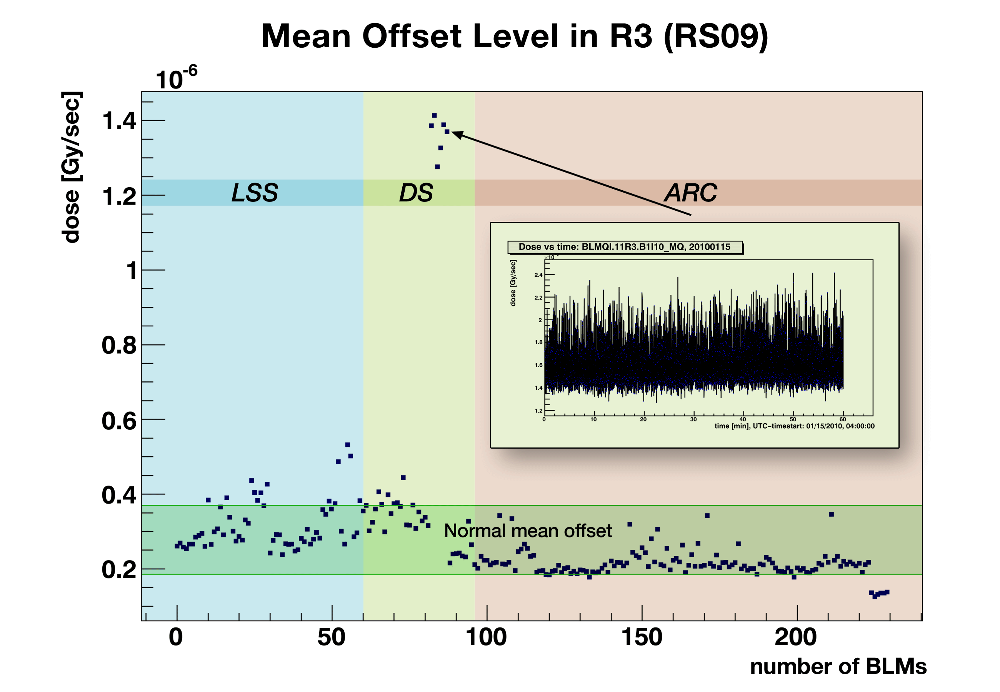 Mean Offset Level in R3 (RS09)
10-6
dose [Gy/sec]
1.4
1.2
1
0.8
0.6
0.4
0.2
LSS
DS
ARC
Normal mean offset
0
50
100
150
200
number of BLMs
Dose vs time: BLMQI.11R3.B1I10_MQ, 20100115
×10
dose [Gy/sec]
2.4
2.2
2
1.8
1.6
1.4
1.2
0
10
20
30
40
50
60
time [min], UTC−timestart: 01/15/2010, 04:00:00